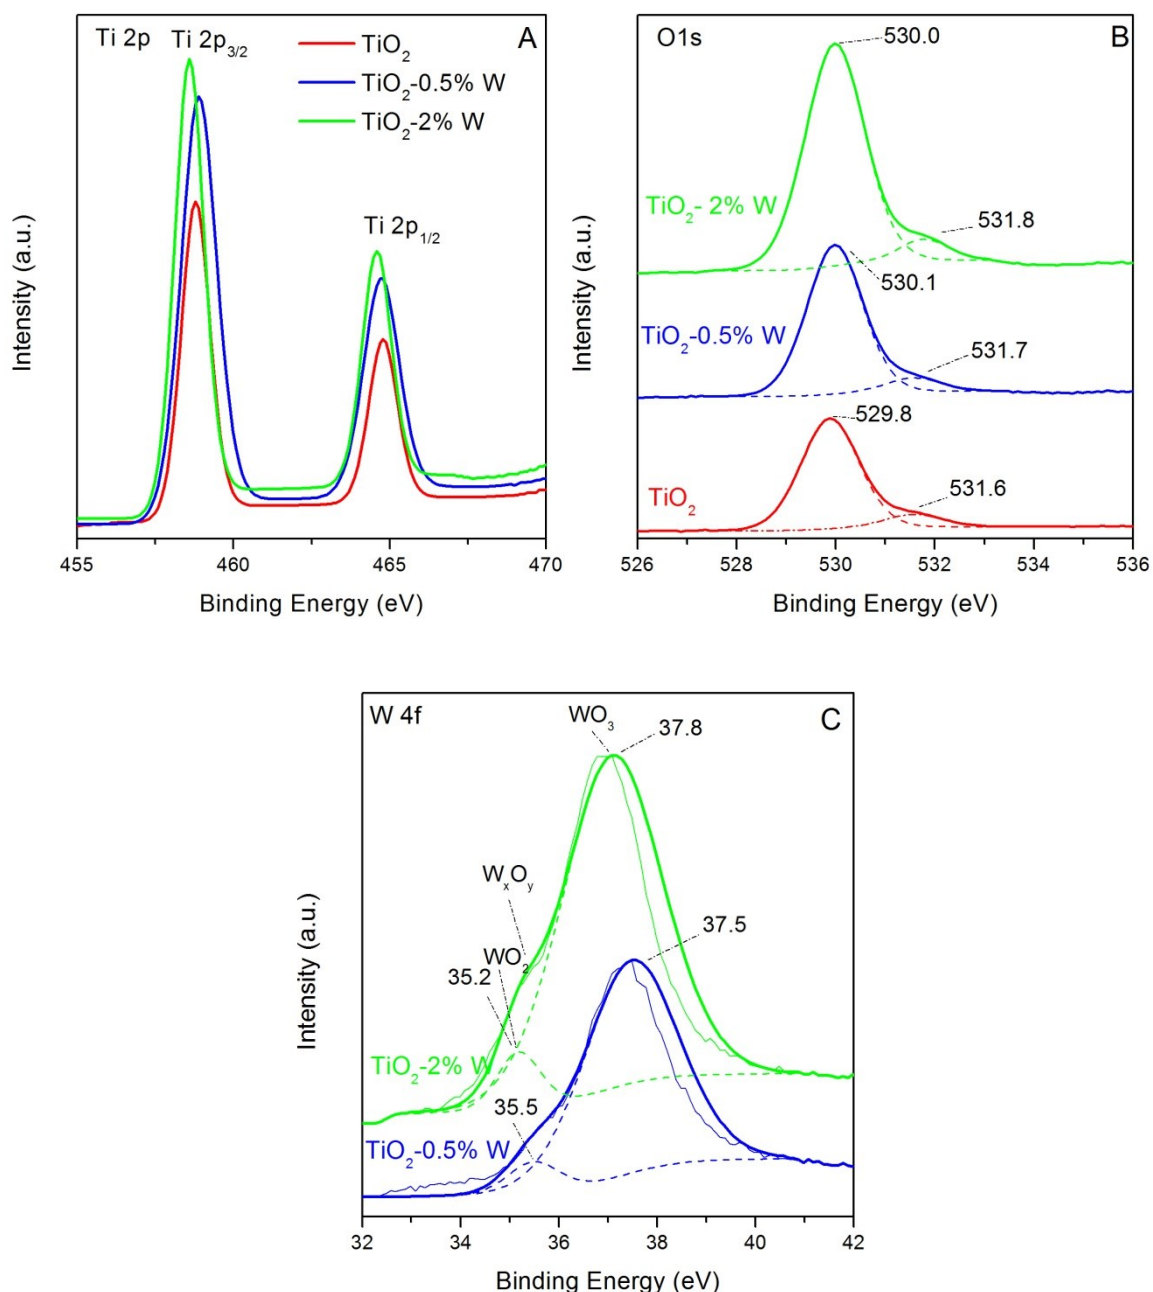 Ti 2p
Ti 2p3/2
TiO2
A
TiO2-0.5% W
TiO2-2% W
Ti 2p1/2
Intensity (a.u.)
455
460
465
470
Binding Energy (eV)
O1s
530.0
B
TiO2- 2% W
531.8
530.1
TiO2-0.5% W
531.7
529.8
TiO2
531.6
Intensity (a.u.)
526
528
530
532
534
536
Binding Energy (eV)
W 4f
WO3
37.8
C
WxOy
WO2
35.2
37.5
TiO2-2% W
35.5
TiO2-0.5% W
Intensity (a.u.)
32
34
36
38
40
42
Binding Energy (eV)